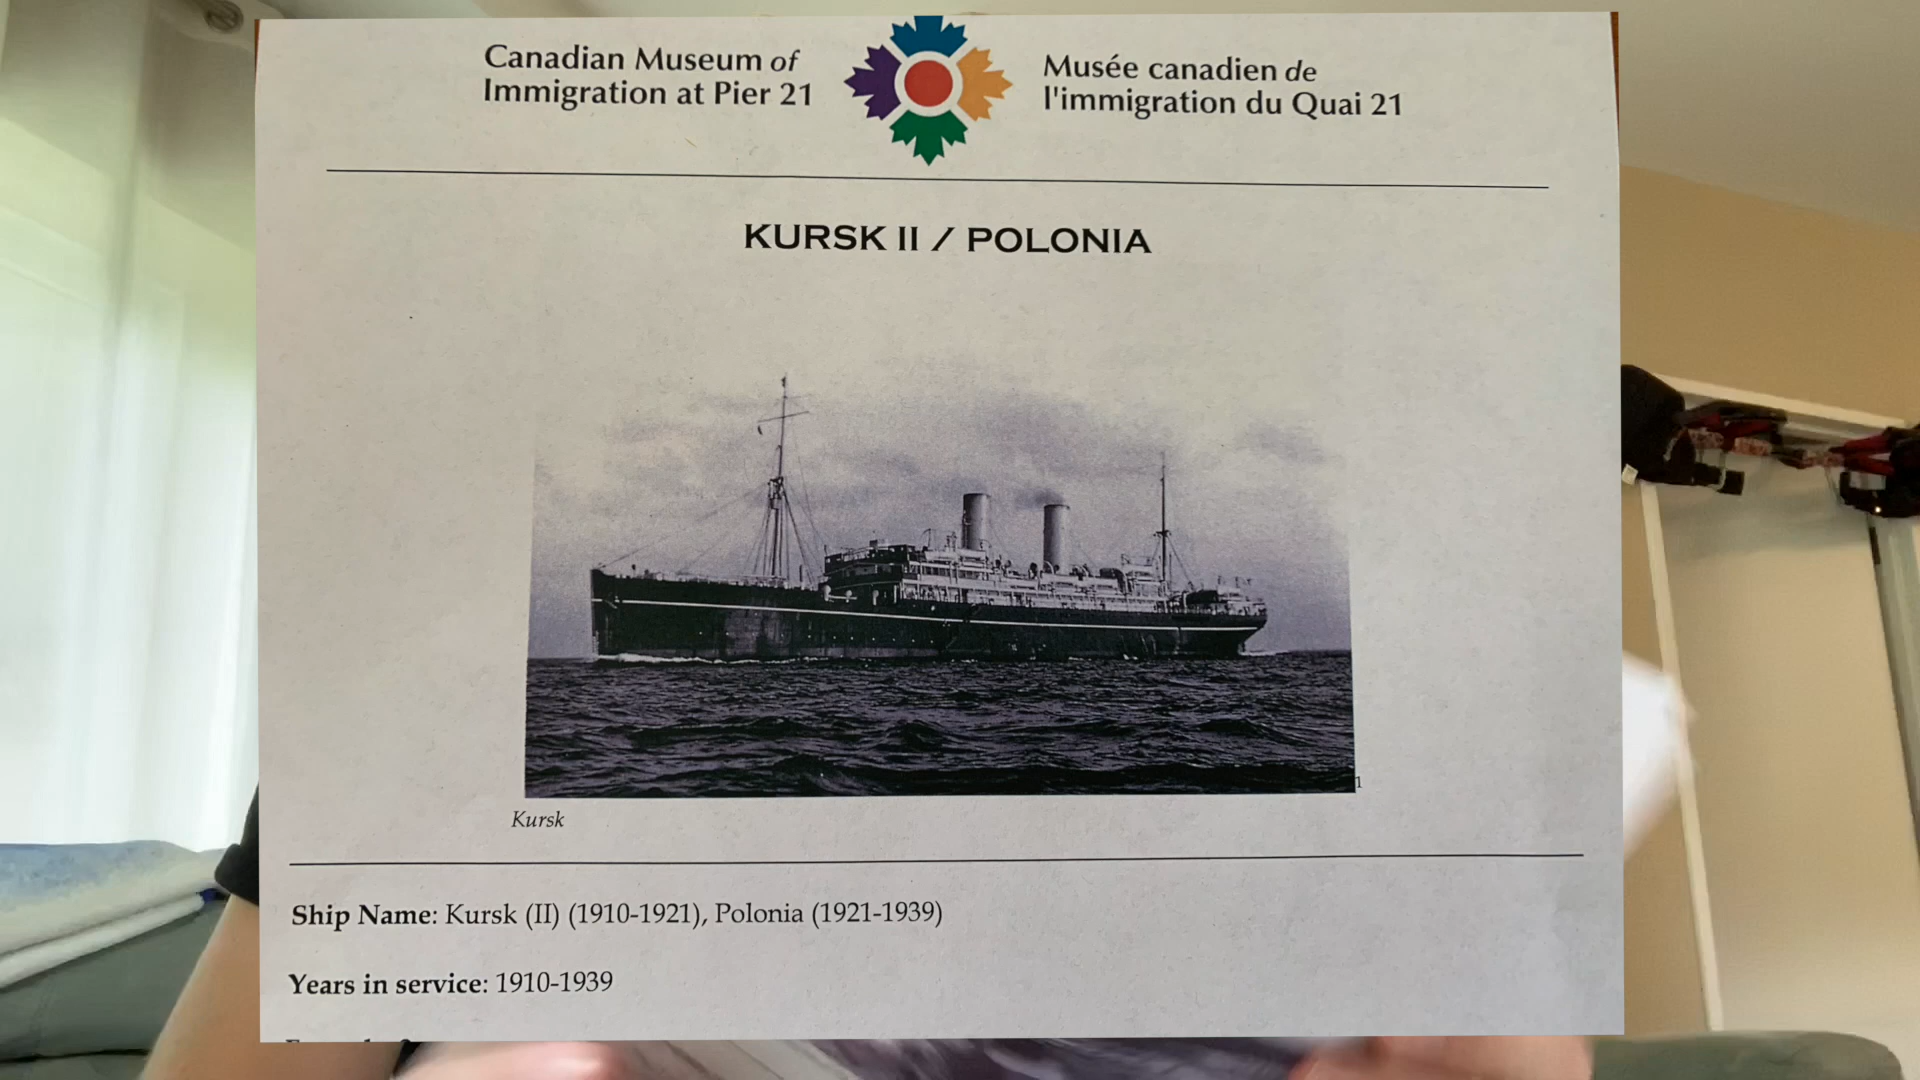 Canadian Museum of
Immigration at Pier 21
Musée canadien de
l'immigration du Quai 21
KURSK II / POLONIA
1
Kursk
Ship Name: Kursk (II) (1910-1921), Polonia (1921-1939)
Years in service: 1910-1939